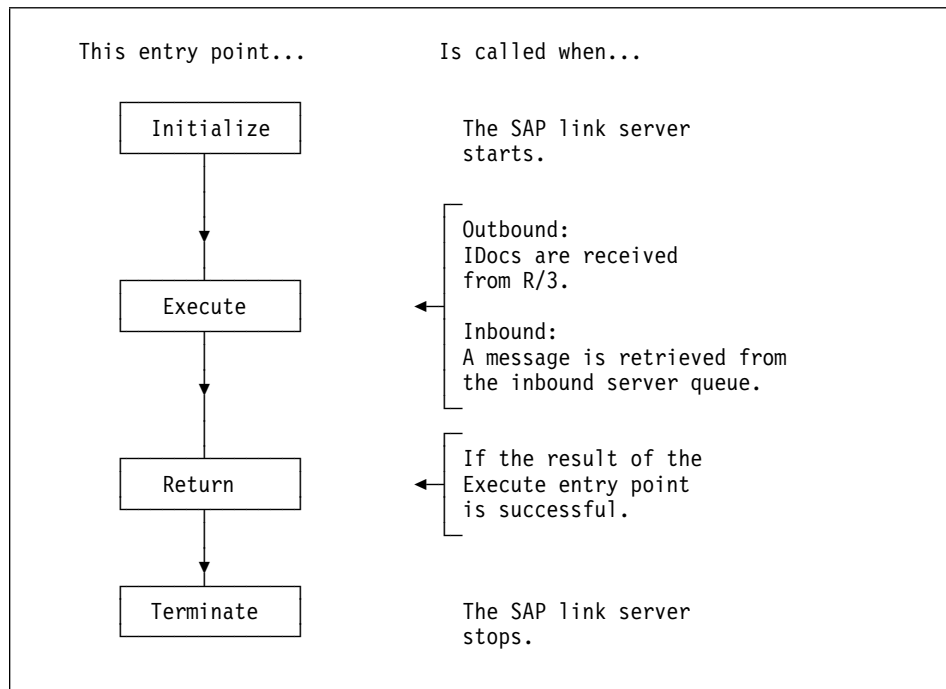 This entry point... Is called when...
Initialize
The SAP link server
starts.
Outbound:
IDocs are received
from R/3.
Execute
Inbound:
A message is retrieved from
the inbound server queue.
If the result of the
Return
Execute entry point
is successful.
Terminate
The SAP link server
stops.